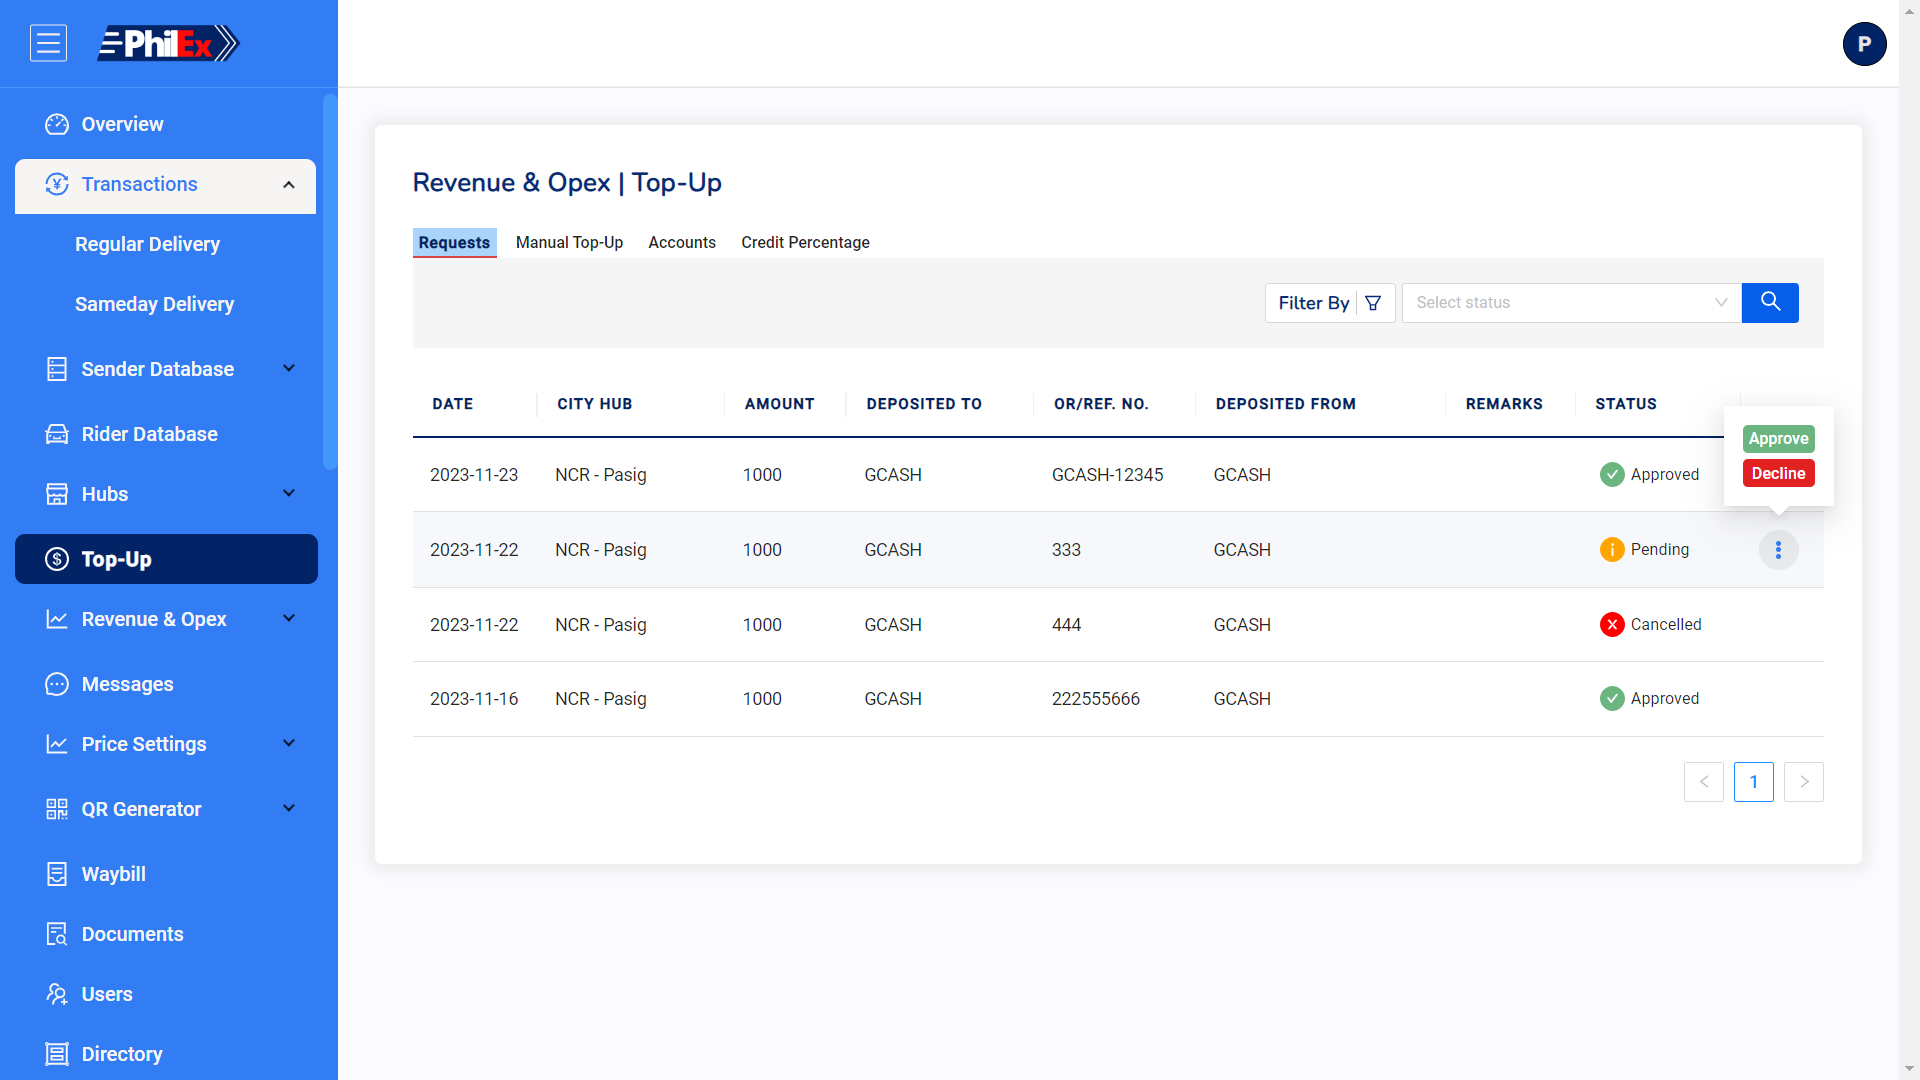 PhilEx
P
Overview
Transactions
Regular Delivery
Sameday Delivery
Sender Database
Rider Database
Hubs
Top-Up
Revenue & Opex
Messages
Price Settings
QR Generator
Waybill
Documents
Users
Directory
Revenue & Opex | Top-Up
Requests Manual Top-Up Accounts Credit Percentage
Filter By Select status
DATE CITY HUB AMOUNT DEPOSITED TO OR/REF. NO. DEPOSITED FROM REMARKS STATUS
Approve
Decline
2023-11-23 NCR - Pasig 1000 GCASH GCASH-12345 GCASH Approved
2023-11-22 NCR - Pasig 1000 GCASH 333 GCASH Pending
2023-11-22 NCR - Pasig 1000 GCASH 444 GCASH Cancelled
2023-11-16 NCR - Pasig 1000 GCASH 222555666 GCASH Approved
< 1 >